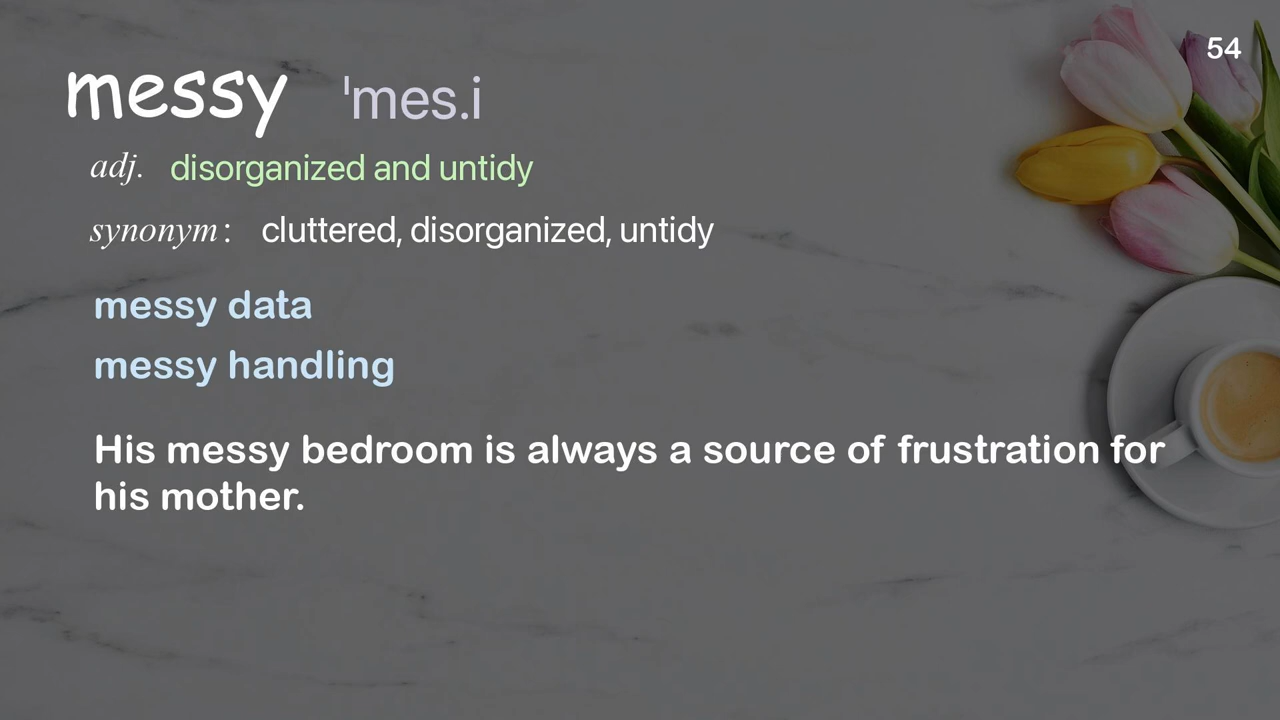 54
messy ˈmes.i
adj. disorganized and untidy
synonym: cluttered, disorganized, untidy
messy data
messy handling
His messy bedroom is always a source of frustration for
his mother.